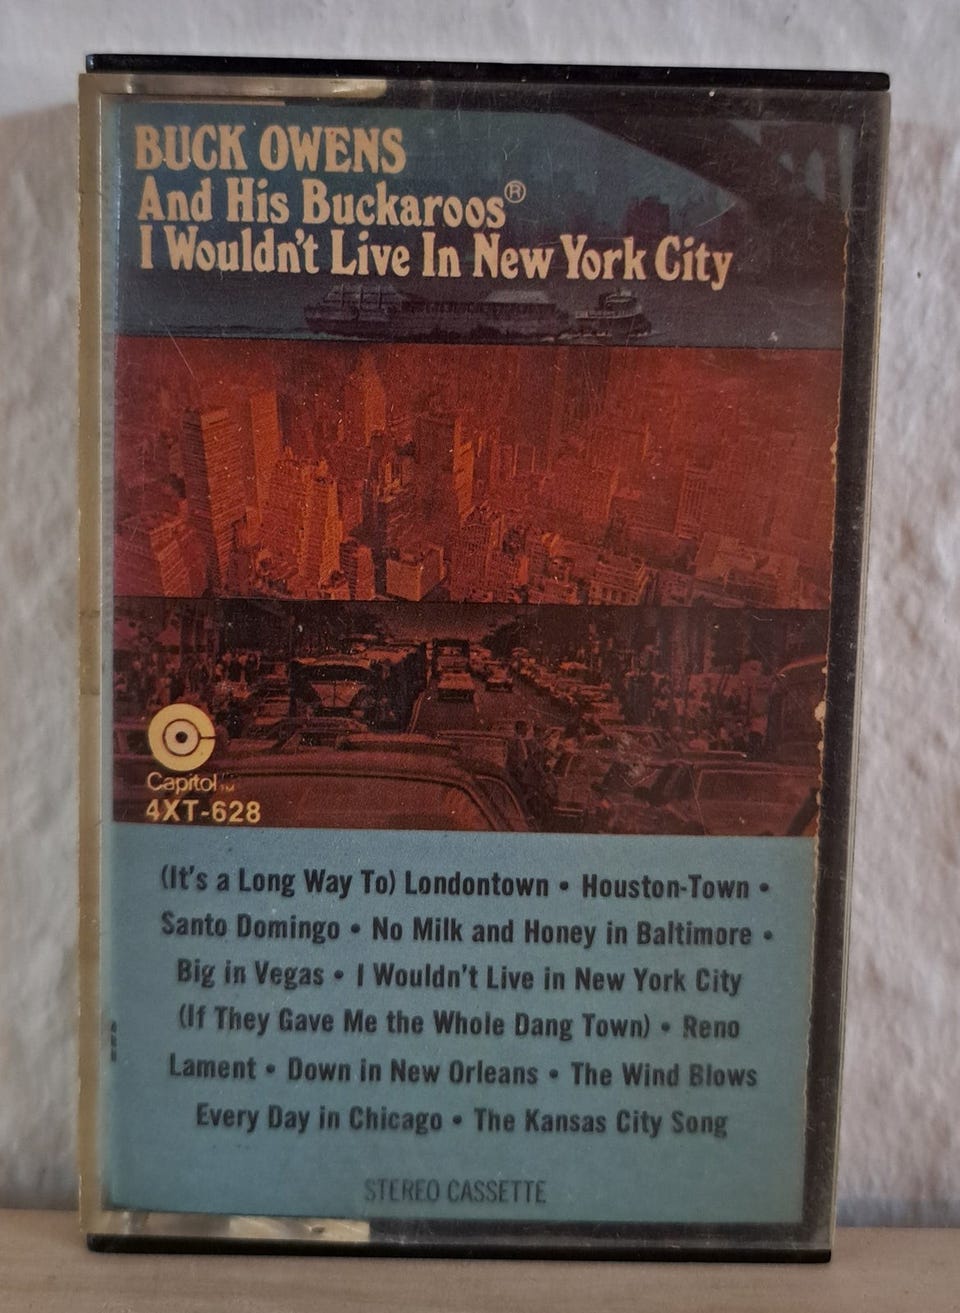 BUCK OWENS
And His Buckaroos®
I Wouldn't Live In New York City
Capitol™
4XT-628
(It's a Long Way To) Londontown • Houston-Town •
Santo Domingo • No Milk and Honey in Baltimore •
Big in Vegas • I Wouldn't Live in New York City
(If They Gave Me the Whole Dang Town) • Reno
Lament • Down in New Orleans • The Wind Blows
Every Day in Chicago • The Kansas City Song
STEREO CASSETTE